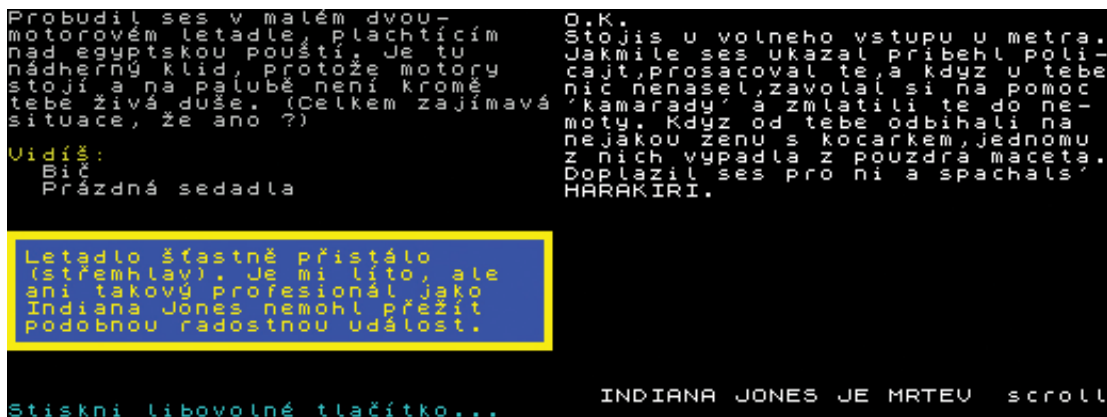 Probudil ses v malém dvou-
motorovém letadle, plachtícím
nad egyptskou pouští. Je tu
nádherný klid, protože motory
stojí a na palubě není kromě
tebe živá duše. (Celkem zajímavá
situace, že ano ?)
Vidíš:
Bič
Prázdná sedadla
Letadlo šťastně přistálo
(střemhlav). Je mi líto, ale
ani takový profesionál jako
Indiana Jones nemohl přežít
podobnou radostnou událost.
Stiskni libovolné tlačítko...
O.K.
Stojis u volneho vstupu u metra.
Jakmile ses ukazal pribehl poli-
cajt,prosacoval te,a kdyz u tebe
nic nenasel,zavolal si na pomoc
'kamarady' a zmlatili te do ne-
moty. Kdyz od tebe odbihali na
nejakou zenu s kocarkem,jednomu
z nich vypadla z pouzdra maceta.
Doplazil ses pro ni a spachals'
HARAKIRI.
INDIANA JONES JE MRTEV scroll